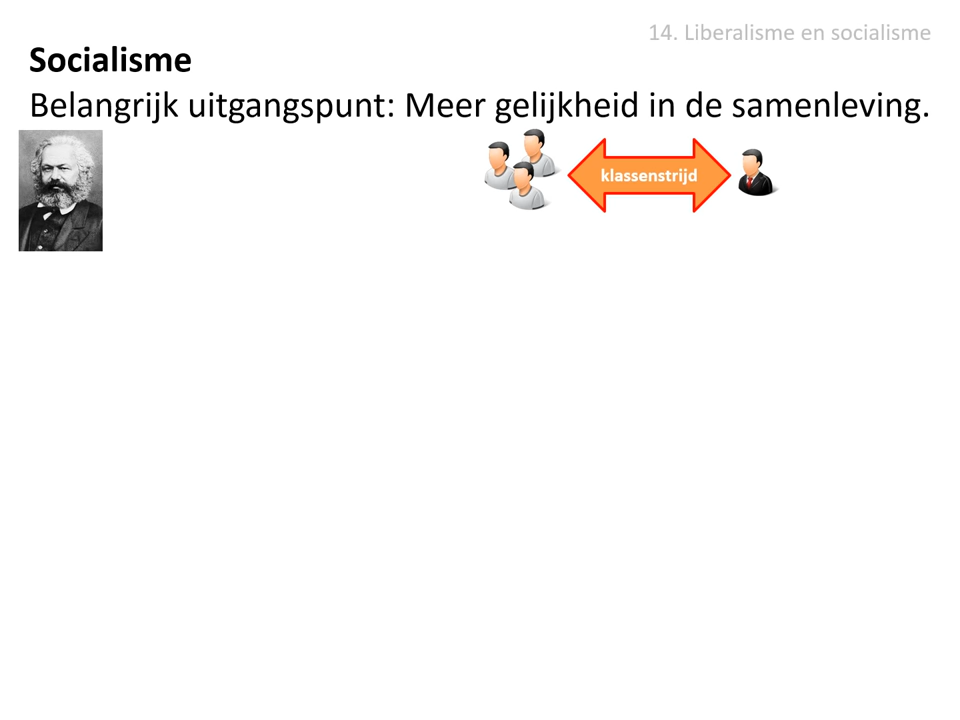 14. Liberalisme en socialisme
Socialisme
Belangrijk uitgangspunt: Meer gelijkheid in de samenleving.
klassenstrijd